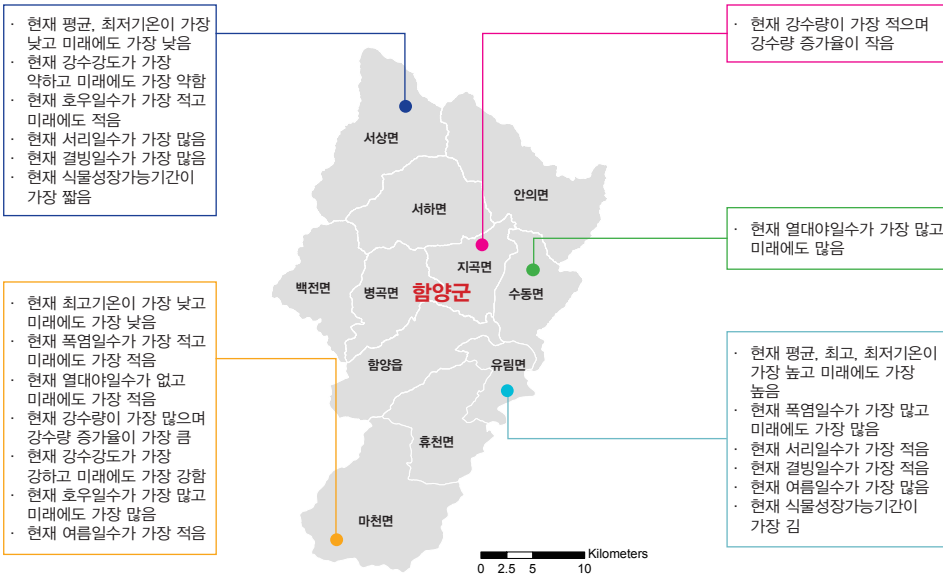 · 현재 평균, 최저기온이 가장
낮고 미래에도 가장 낮음
· 현재 강수강도가 가장
약하고 미래에도 가장 약함
· 현재 호우일수가 가장 적고
미래에도 적음
· 현재 서리일수가 가장 많음
· 현재 결빙일수가 가장 많음
· 현재 식물성장가능기간이
가장 짧음
· 현재 강수량이 가장 적으며
강수량 증가율이 작음
서상면
안의면
서하면
· 현재 열대야일수가 가장 많고
미래에도 많음
지곡면
백전면
병곡면
함양군
수동면
· 현재 최고기온이 가장 낮고
미래에도 가장 낮음
· 현재 폭염일수가 가장 적고
미래에도 가장 적음
· 현재 열대야일수가 없고
미래에도 가장 적음
· 현재 강수량이 가장 많으며
강수량 증가율이 가장 큼
· 현재 강수강도가 가장
강하고 미래에도 가장 강함
· 현재 호우일수가 가장 많고
미래에도 가장 많음
· 현재 여름일수가 가장 적음
함양읍
유림면
· 현재 평균, 최고, 최저기온이
가장 높고 미래에도 가장
높음
· 현재 폭염일수가 가장 많고
미래에도 가장 많음
· 현재 서리일수가 가장 적음
· 현재 결빙일수가 가장 적음
· 현재 여름일수가 가장 많음
· 현재 식물성장가능기간이
가장 김
휴천면
마천면
Kilometers
0 2.5 5 10